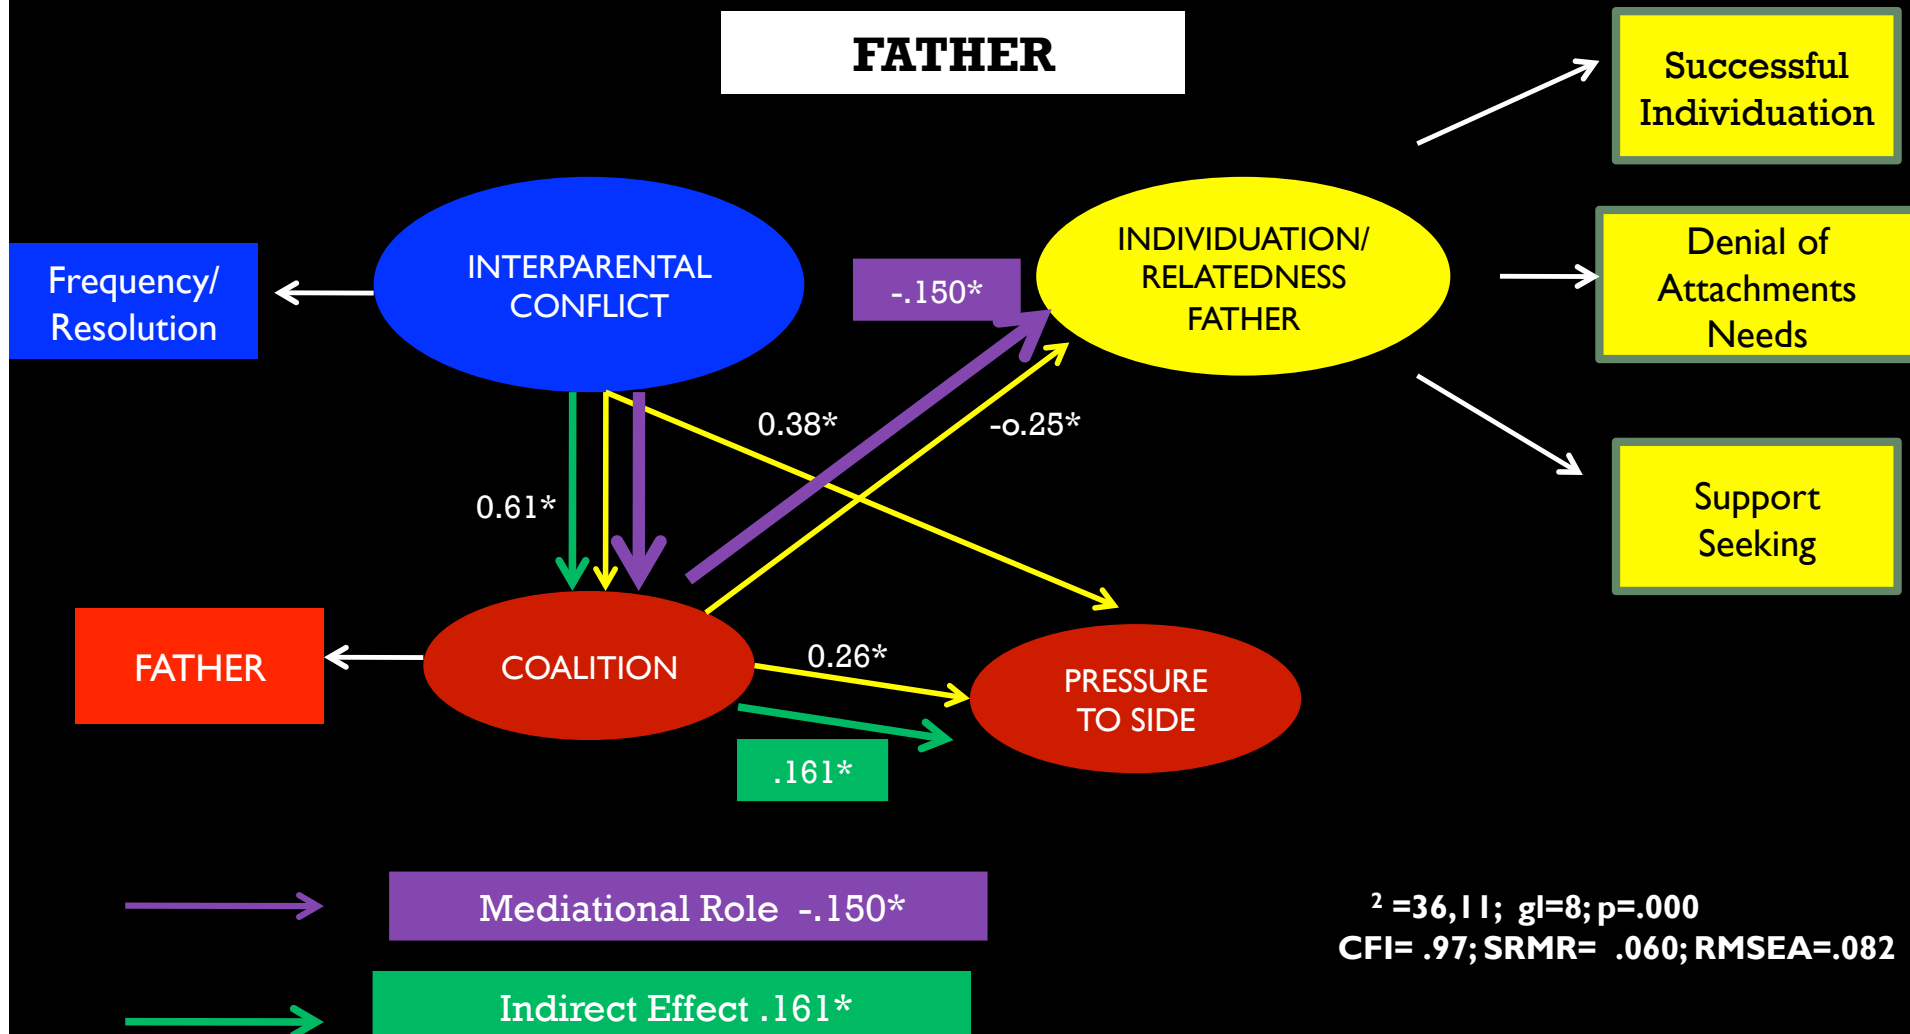 FATHER
Successful
Individuation
INTERPARENTAL
CONFLICT
INDIVIDUATION/
RELATEDNESS
FATHER
Frequency/
Resolution
-.150*
Denial of
Attachments
Needs
0.38*
-o.25*
0.61*
Support
Seeking
FATHER
COALITION
0.26*
PRESSURE
TO SIDE
.161*
Mediational Role -.150*
² =36,11; gl=8; p=.000
CFI= .97; SRMR= .060; RMSEA=.082
Indirect Effect .161*